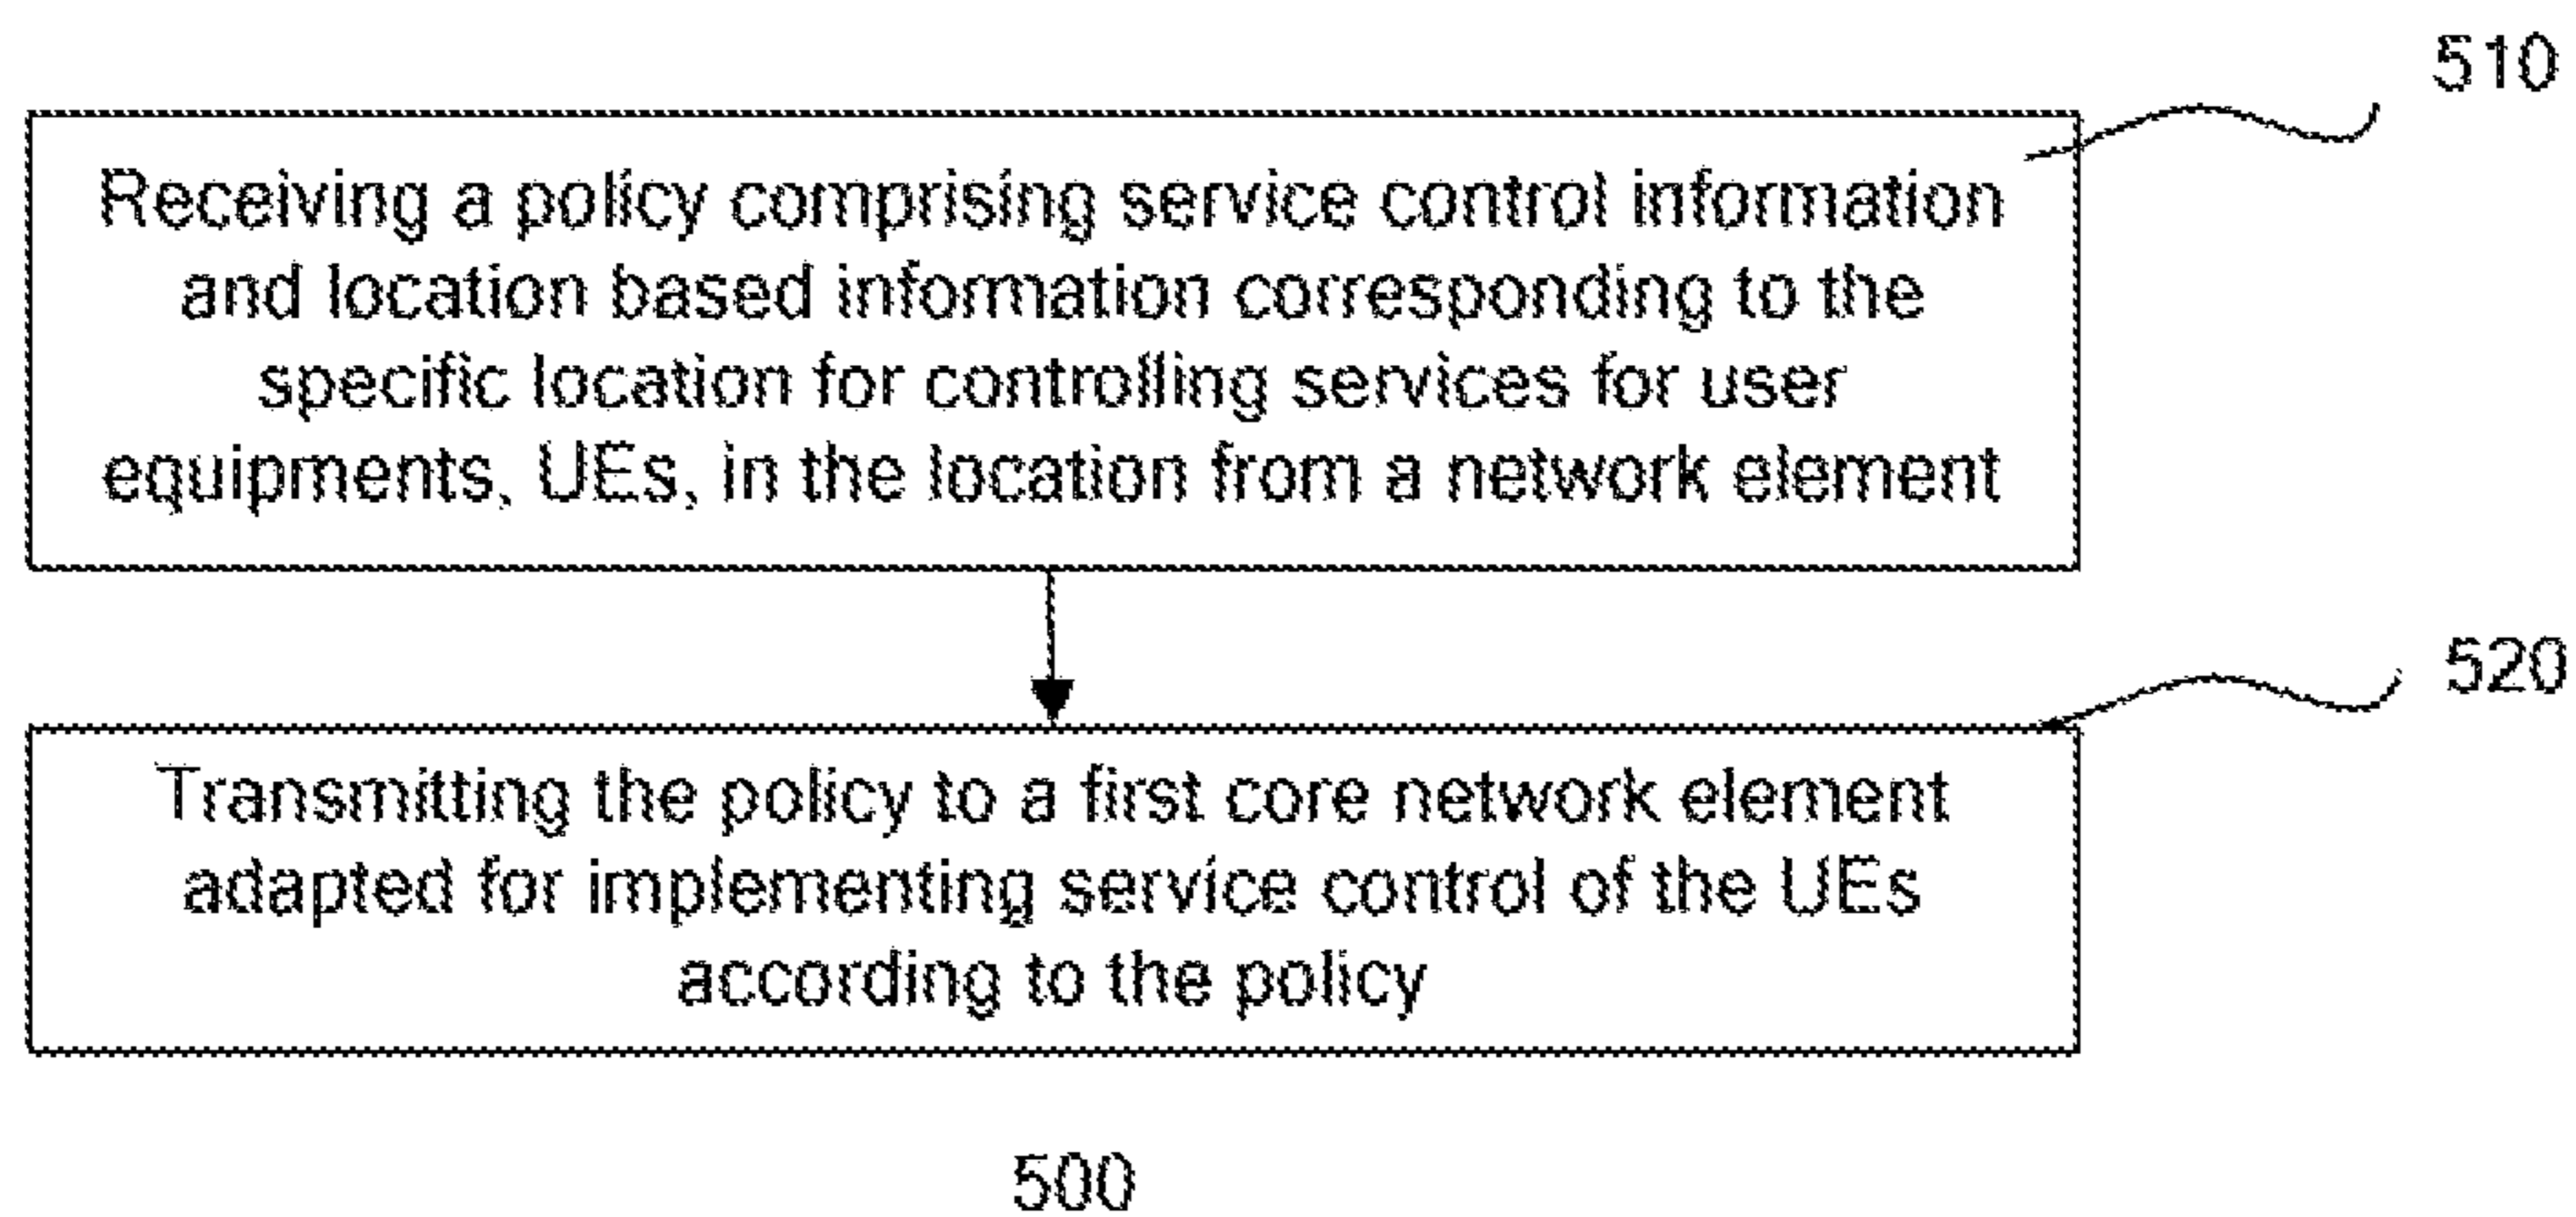 510
Receiving a policy comprising service control information
and location based information corresponding to the
specific location for controlling services for user
equipments, UEs, in the location from a network element
520
Transmitting the policy to a first core network element
adapted for implementing service control of the UEs
according to the policy
500